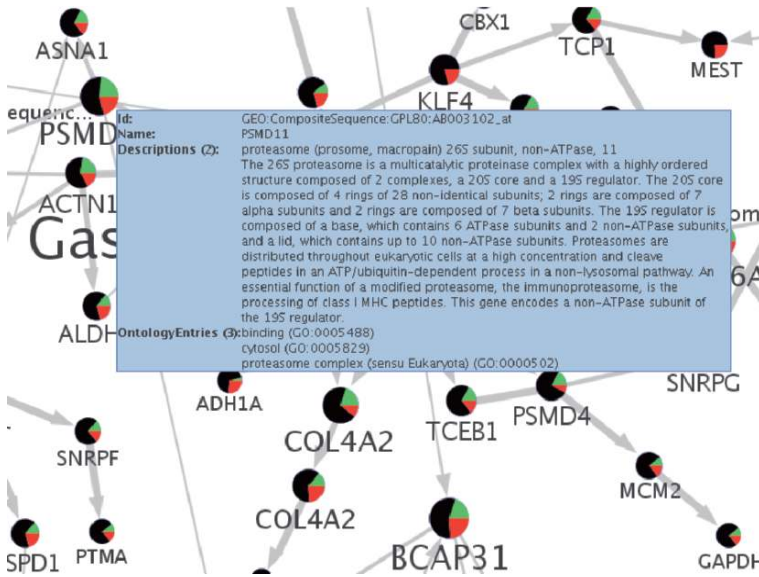 CBX1
ASNA1
TCP1
MEST
KLF4
equenc...
PSMD
Id: GEO:CompositeSequence:GPL80:AB003102_at
Name: PSMD11
Descriptions (2): proteasome (prosome, macropain) 26S subunit, non-ATPase, 11
The 26S proteasome is a multicatalytic proteinase complex with a highly ordered
structure composed of 2 complexes, a 20S core and a 19S regulator. The 20S core
is composed of 4 rings of 28 non-identical subunits; 2 rings are composed of 7
alpha subunits and 2 rings are composed of 7 beta subunits. The 19S regulator is
composed of a base, which contains 6 ATPase subunits and 2 non-ATPase subunits,
and a lid, which contains up to 10 non-ATPase subunits. Proteasomes are
distributed throughout eukaryotic cells at a high concentration and cleave
peptides in an ATP/ubiquitin-dependent process in a non-lysosomal pathway. An
essential function of a modified proteasome, the immunoproteasome, is the
processing of class I MHC peptides. This gene encodes a non-ATPase subunit of
the 19S regulator.
OntologyEntries (3): binding (GO:0005488)
cytosol (GO:0005829)
proteasome complex (sensu Eukaryota) (GO:0000502)
ACTN1
om
Gas
6A
ALDH
SNRPG
ADH1A
COL4A2
TCEB1
PSMD4
SNRPF
MCM2
COL4A2
SPD1
PTMA
BCAP31
GAPDH